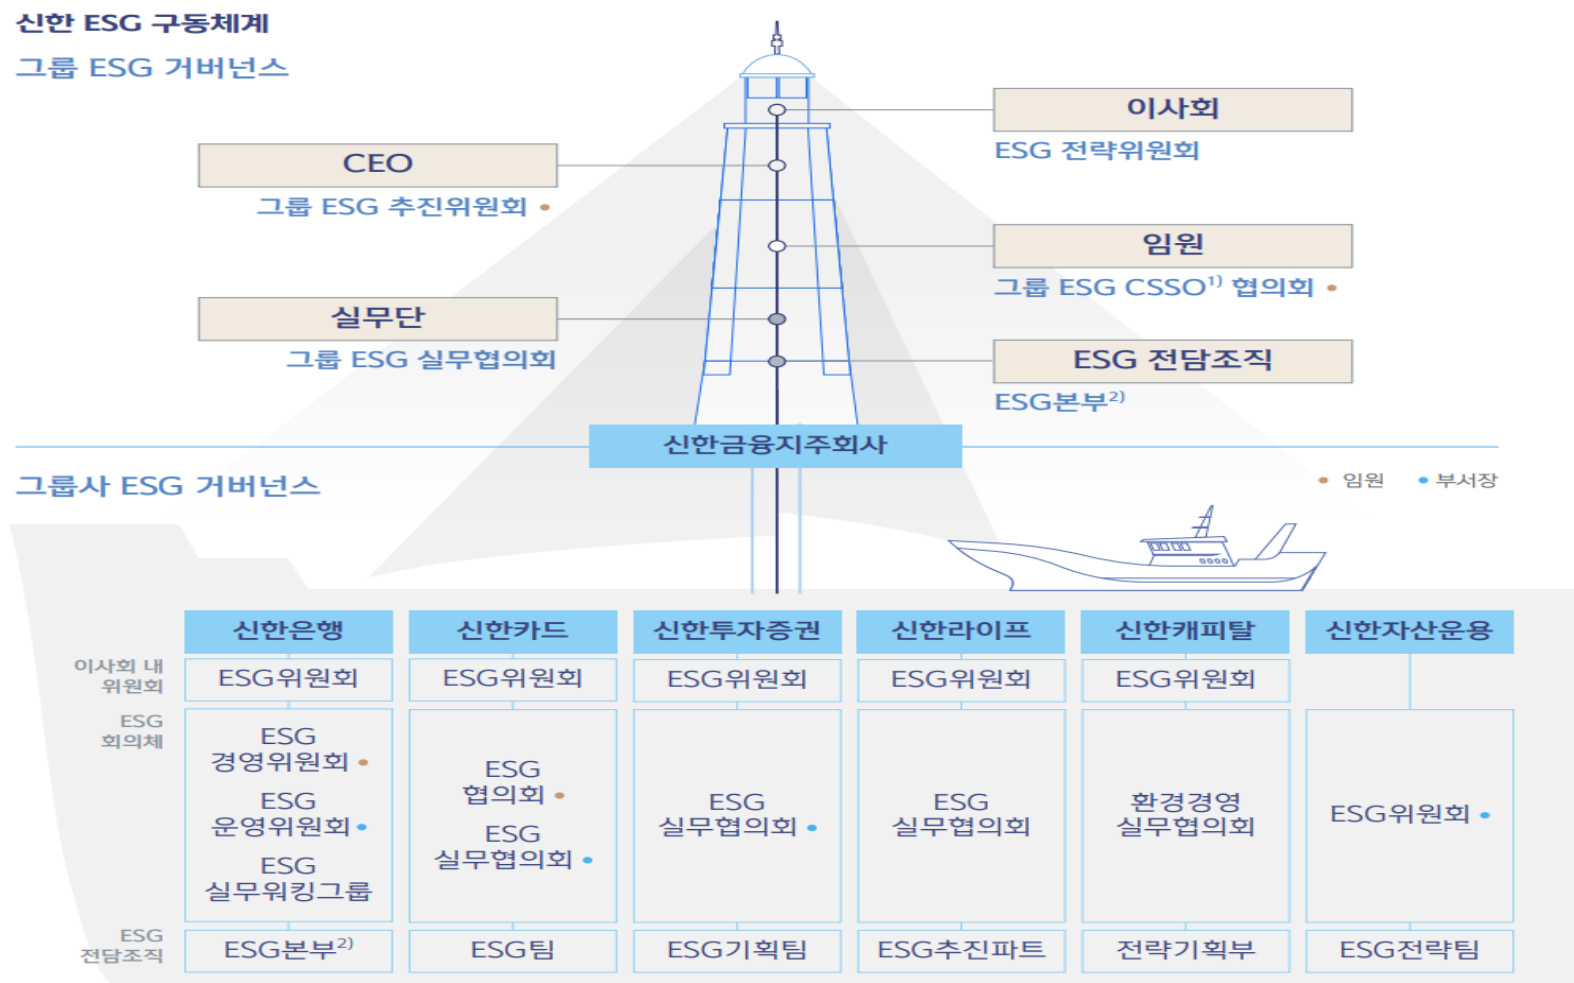 신한 ESG 구동체계
그룹 ESG 거버넌스
이사회
ESG 전략위원회
CEO
그룹 ESG 추진위원회 •
임원
그룹 ESG CSSO1) 협의회 •
실무단
그룹 ESG 실무협의회
ESG 전담조직
ESG본부2)
신한금융지주회사
그룹사 ESG 거버넌스
• 임원 • 부서장
신한은행 신한카드 신한투자증권 신한라이프 신한캐피탈 신한자산운용
이사회 내
위원회
ESG위원회 ESG위원회 ESG위원회 ESG위원회 ESG위원회
ESG
회의체
ESG
경영위원회 •
ESG
운영위원회 •
ESG
실무워킹그룹
ESG
협의회 •
ESG
실무협의회 •
ESG
실무협의회 •
ESG
실무협의회
환경경영
실무협의회
ESG위원회 •
ESG
전담조직
ESG본부2) ESG팀 ESG기획팀 ESG추진파트 전략기획부 ESG전략팀